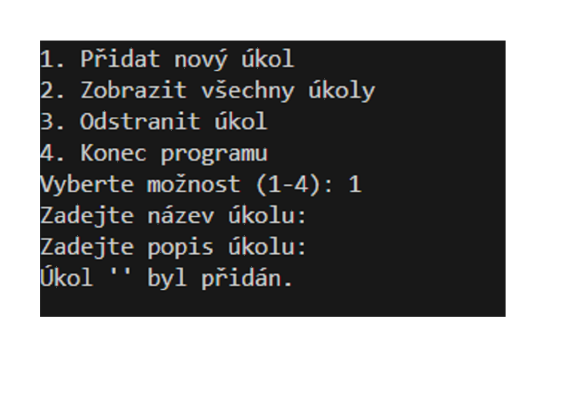 1. Přidat nový úkol
2. Zobrazit všechny úkoly
3. Odstranit úkol
4. Konec programu
Vyberte možnost (1-4): 1
Zadejte název úkolu:
Zadejte popis úkolu:
Úkol '' byl přidán.